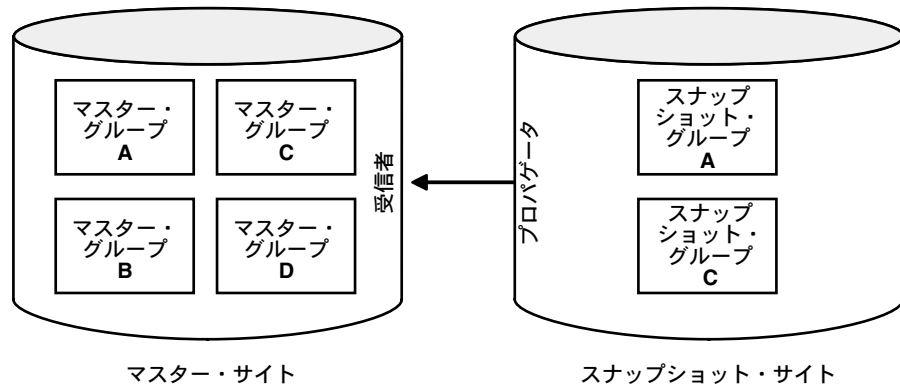 マスター・
グループ
A
マスター・
グループ
C
マスター・
グループ
B
マスター・
グループ
D
受信者
プロパゲータ
スナップ
ショット・
グループ
A
スナップ
ショット・
グループ
C
マスター・サイト
スナップショット・サイト